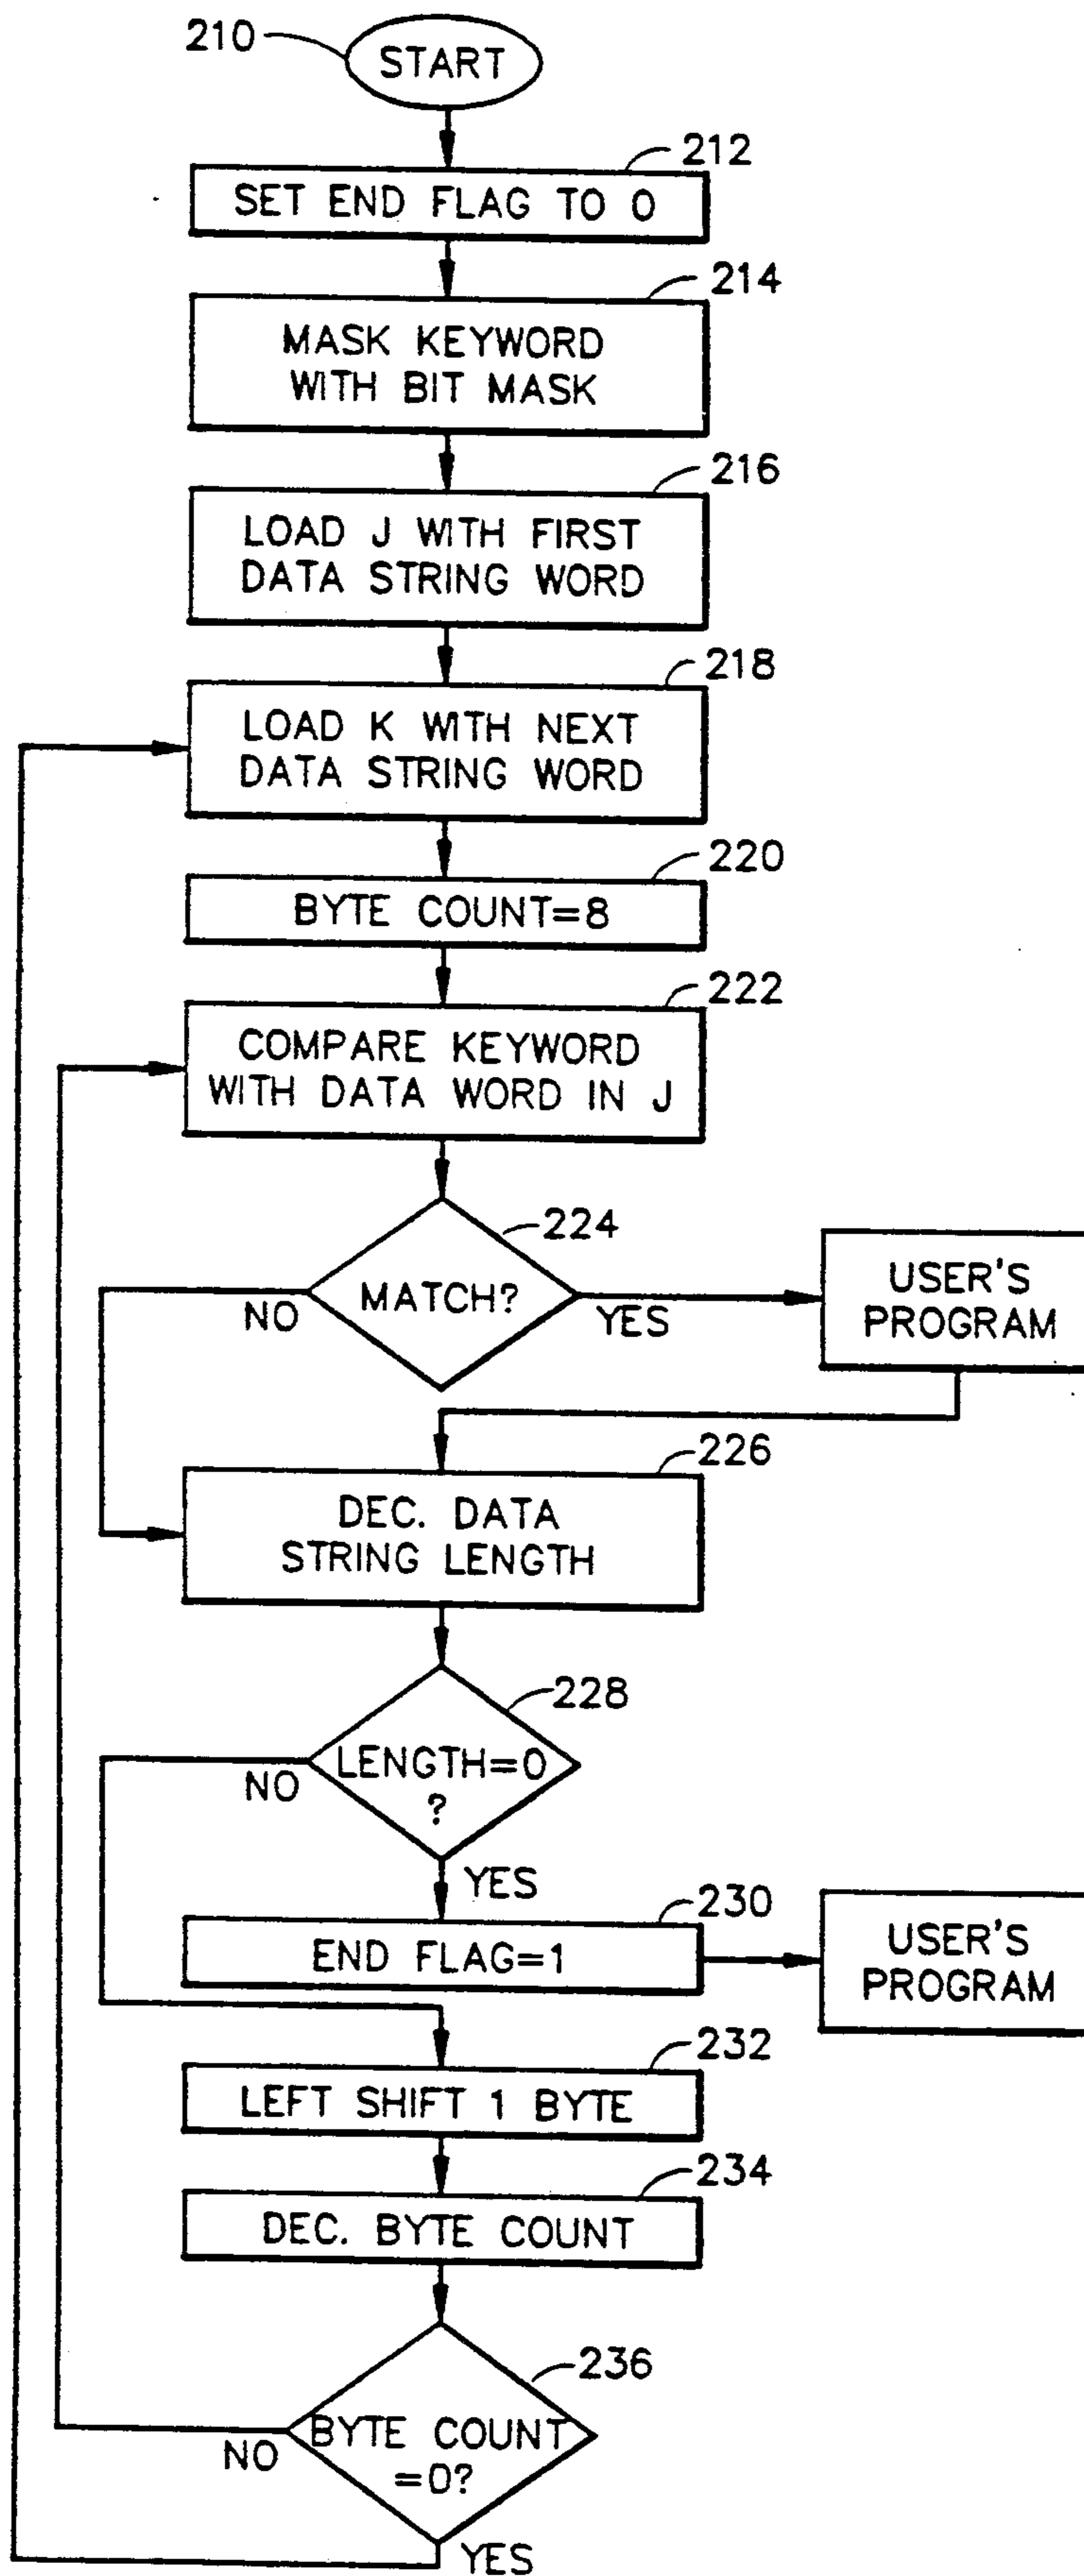 210
START
212
SET END FLAG TO 0
214
MASK KEYWORD
WITH BIT MASK
216
LOAD J WITH FIRST
DATA STRING WORD
218
LOAD K WITH NEXT
DATA STRING WORD
220
BYTE COUNT=8
222
COMPARE KEYWORD
WITH DATA WORD IN J
224
MATCH?
NO
YES
USER'S
PROGRAM
226
DEC. DATA
STRING LENGTH
228
LENGTH=0
?
NO
YES
230
END FLAG=1
USER'S
PROGRAM
232
LEFT SHIFT 1 BYTE
234
DEC. BYTE COUNT
236
BYTE COUNT
=0?
NO
YES